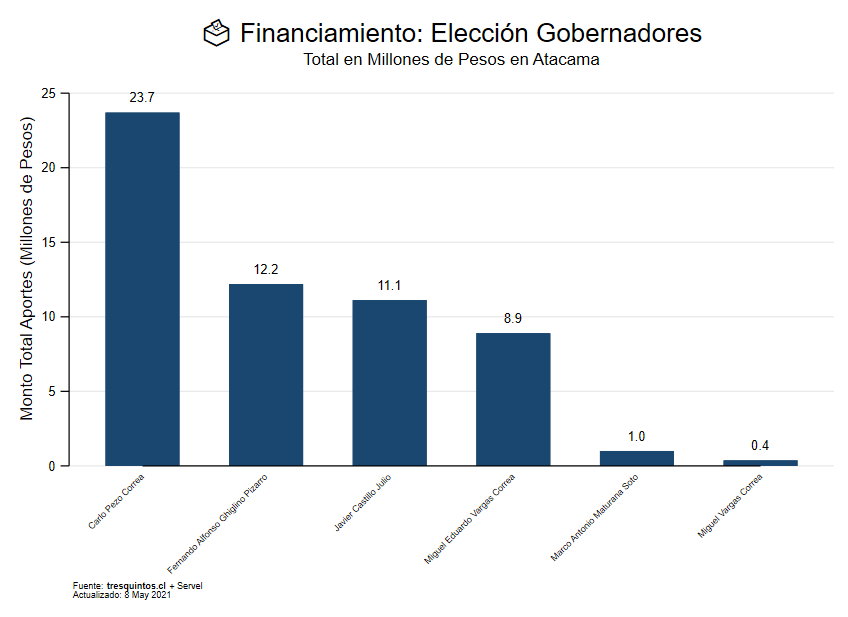 Financiamiento: Elección Gobernadores
Total en Millones de Pesos en Atacama
Monto Total Aportes (Millones de Pesos)
25
20
15
10
5
0
23.7
12.2
11.1
8.9
1.0
0.4
Carlo Pezo Correa
Fernando Alfonso Ghiglino Pizarro
Javier Castillo Julio
Miguel Eduardo Vargas Correa
Marco Antonio Maturana Soto
Miguel Vargas Correa
Fuente: tresquintos.cl + Servel
Actualizado: 8 May 2021